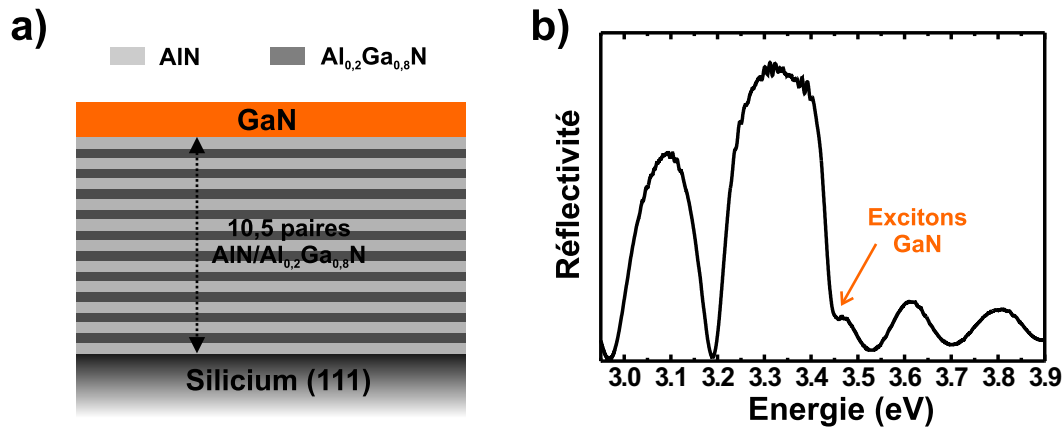 a)
AlN
Al0,2Ga0,8N
GaN
10,5 paires
AlN/Al0,2Ga0,8N
Silicium (111)
b)
Réflectivité
Excitons
GaN
3.0 3.1 3.2 3.3 3.4 3.5 3.6 3.7 3.8 3.9
Energie (eV)